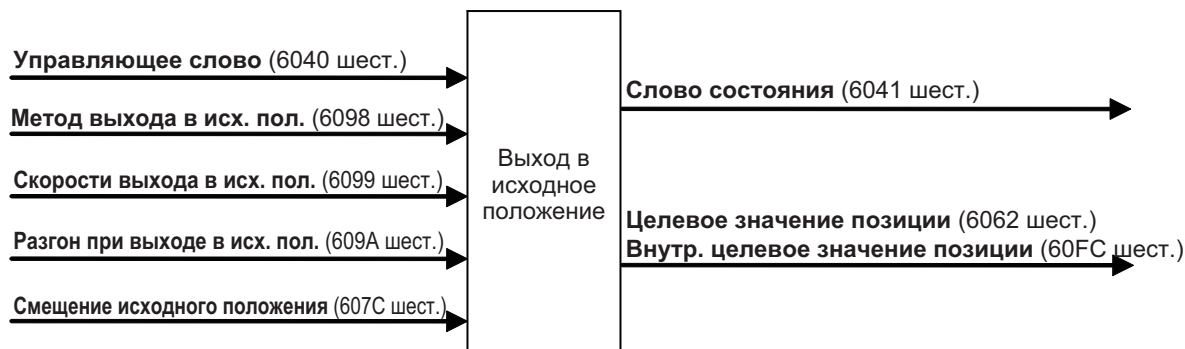 Управляющее слово (6040 шест.)
Метод выхода в исх. пол. (6098 шест.)
Скорости выхода в исх. пол. (6099 шест.)
Разгон при выходе в исх. пол. (609A шест.)
Смещение исходного положения (607C шест.)
Выход в
исходное
положение
Слово состояния (6041 шест.)
Целевое значение позиции (6062 шест.)
Внутр. целевое значение позиции (60FC шест.)